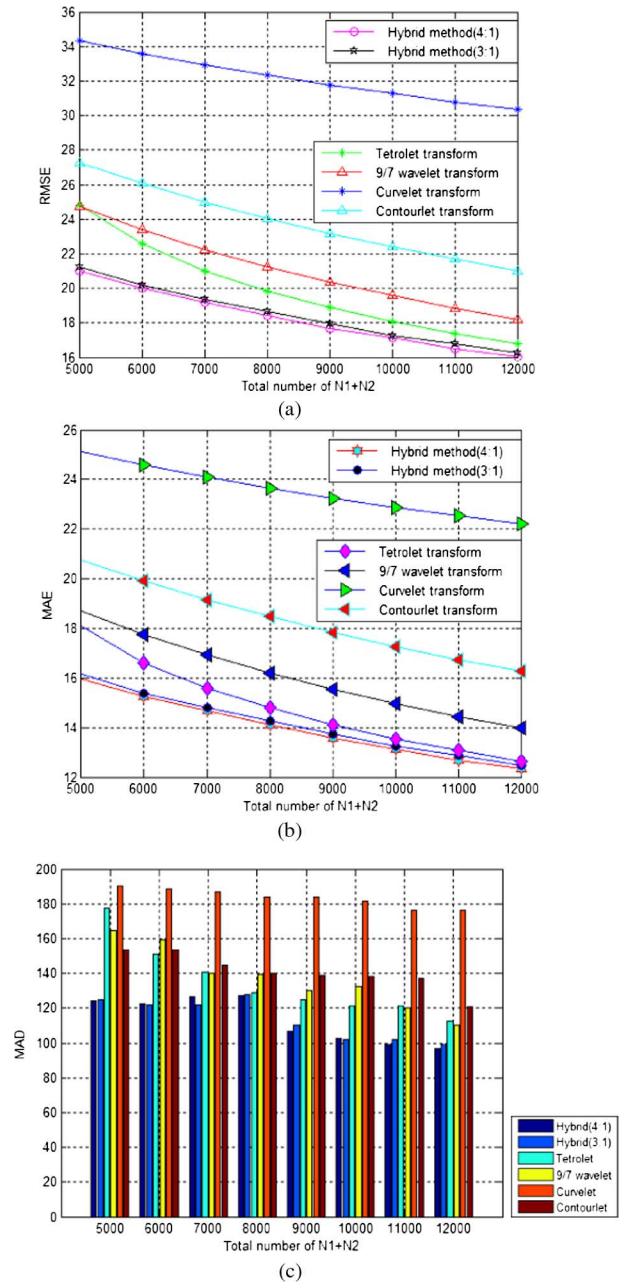 36
34
32
30
28
26
24
22
20
18
16
RMSE
Hybrid method(4:1)
Hybrid method(3:1)
Tetrolet transform
9/7 wavelet transform
Curvelet transform
Contourlet transform
5000 6000 7000 8000 9000 10000 11000 12000
Total number of N1+N2
(a)
26
24
22
20
18
16
14
12
MAE
Hybrid method(4:1)
Hybrid method(3:1)
Tetrolet transform
9/7 wavelet transform
Curvelet transform
Contourlet transform
5000 6000 7000 8000 9000 10000 11000 12000
Total number of N1+N2
(b)
200
180
160
140
120
100
80
60
40
20
0
MAD
Hybrid(4:1)
Hybrid(3:1)
Tetrolet
9/7 wavelet
Curvelet
Contourlet
5000 6000 7000 8000 9000 10000 11000 12000
Total number of N1+N2
(c)